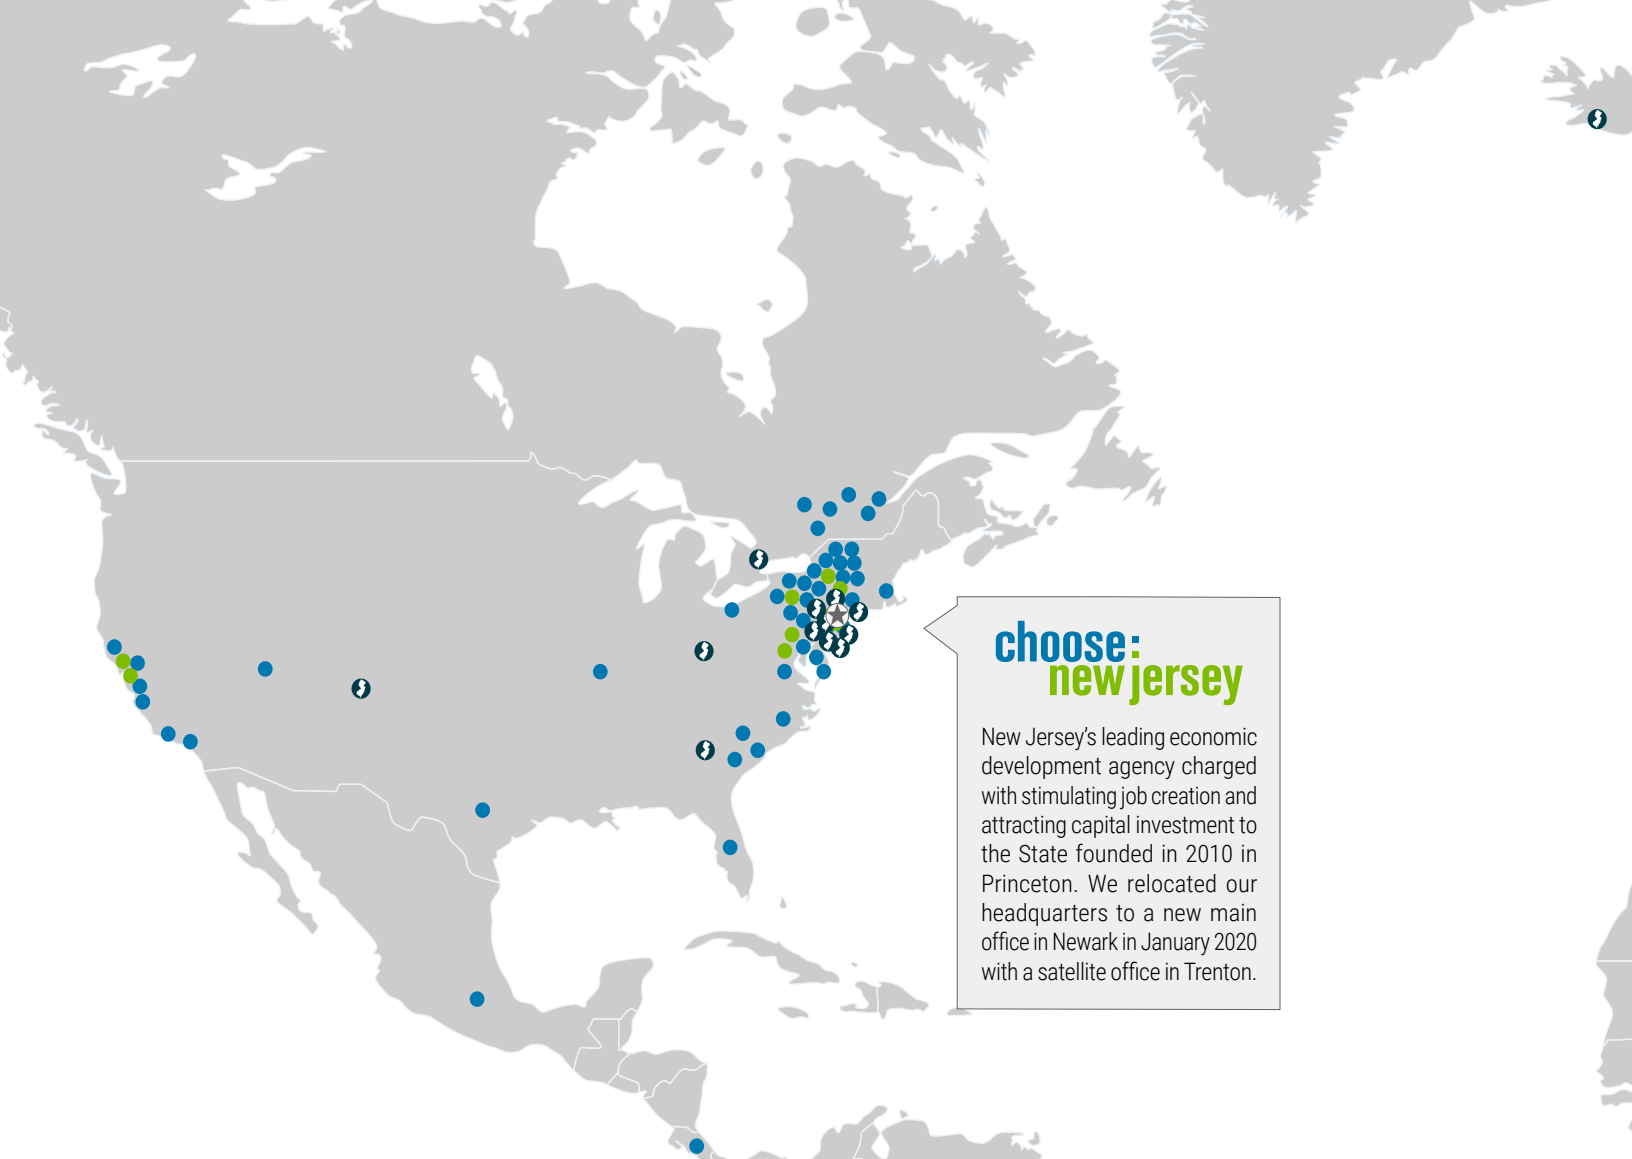 choose:
new jersey
New Jersey's leading economic
development agency charged
with stimulating job creation and
attracting capital investment to
the State founded in 2010 in
Princeton. We relocated our
headquarters to a new main
office in Newark in January 2020
with a satellite office in Trenton.